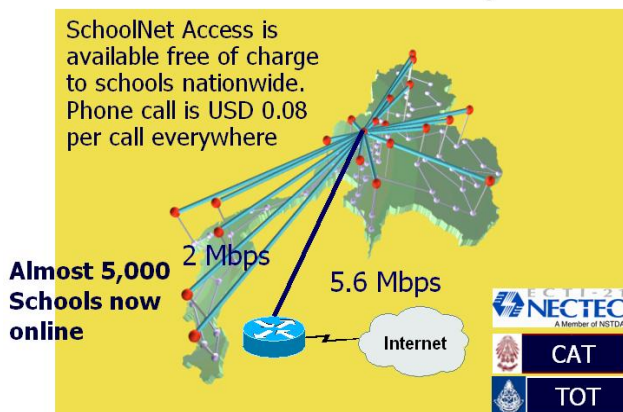 SchoolNet Access is
available free of charge
to schools nationwide.
Phone call is USD 0.08
per call everywhere
2 Mbps
5.6 Mbps
Almost 5,000
Schools now
online
Internet
NECTEC
A Member of NSTDA
CAT
TOT